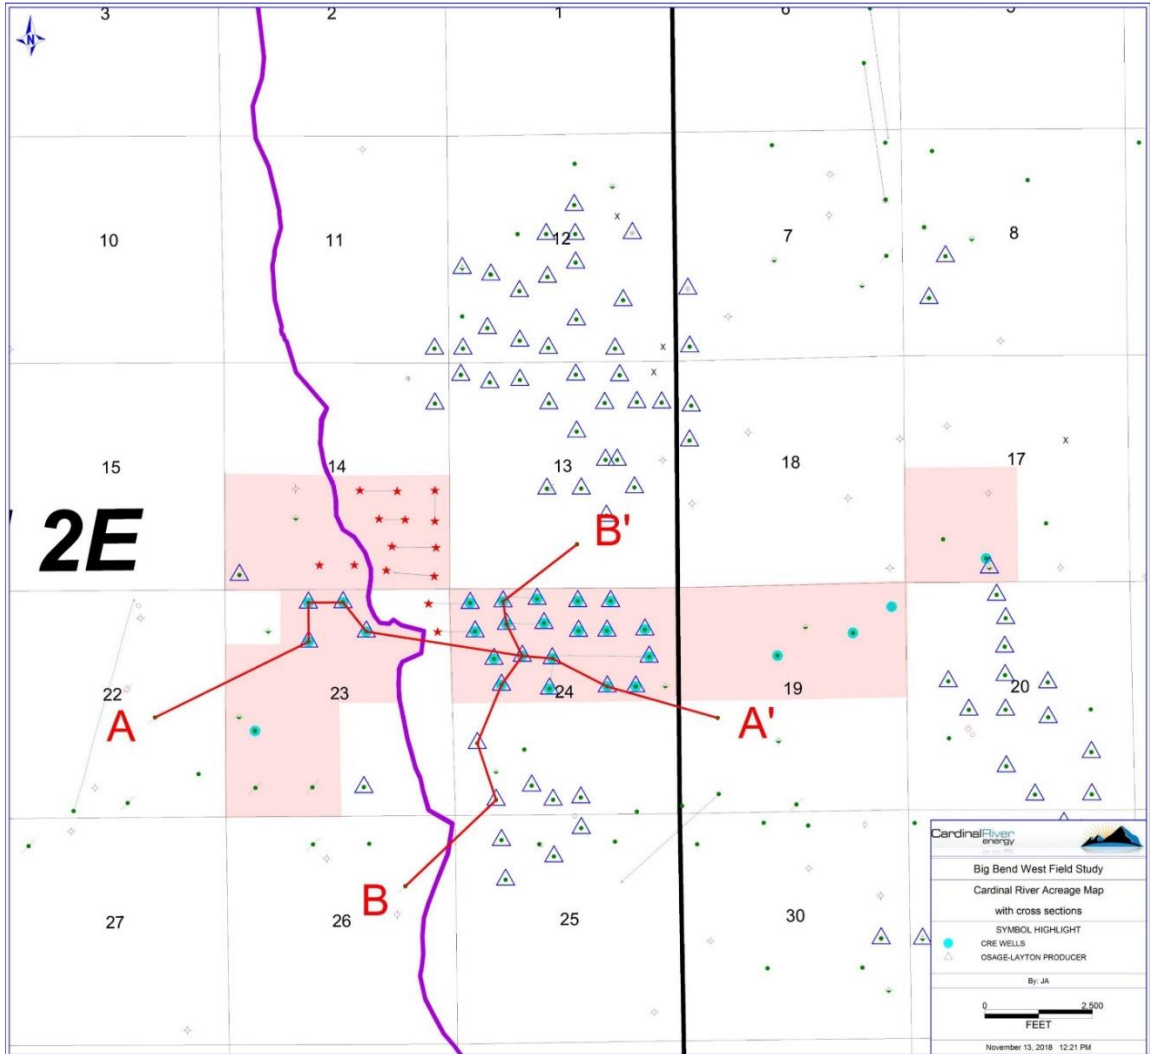 3
2
1
6
N
10
11
12
7
8
15
14
13
18
17
2E
B'
22
23
24
19
20
A
A'
B
27
26
25
30
CardinalRiver
energy
Big Bend West Field Study
Cardinal River Acreage Map
with cross sections
SYMBOL HIGHLIGHT
CRE WELLS
OSAGE-LAYTON PRODUCER
By: JA
0 2,500
FEET
November 13, 2018 12:21 PM